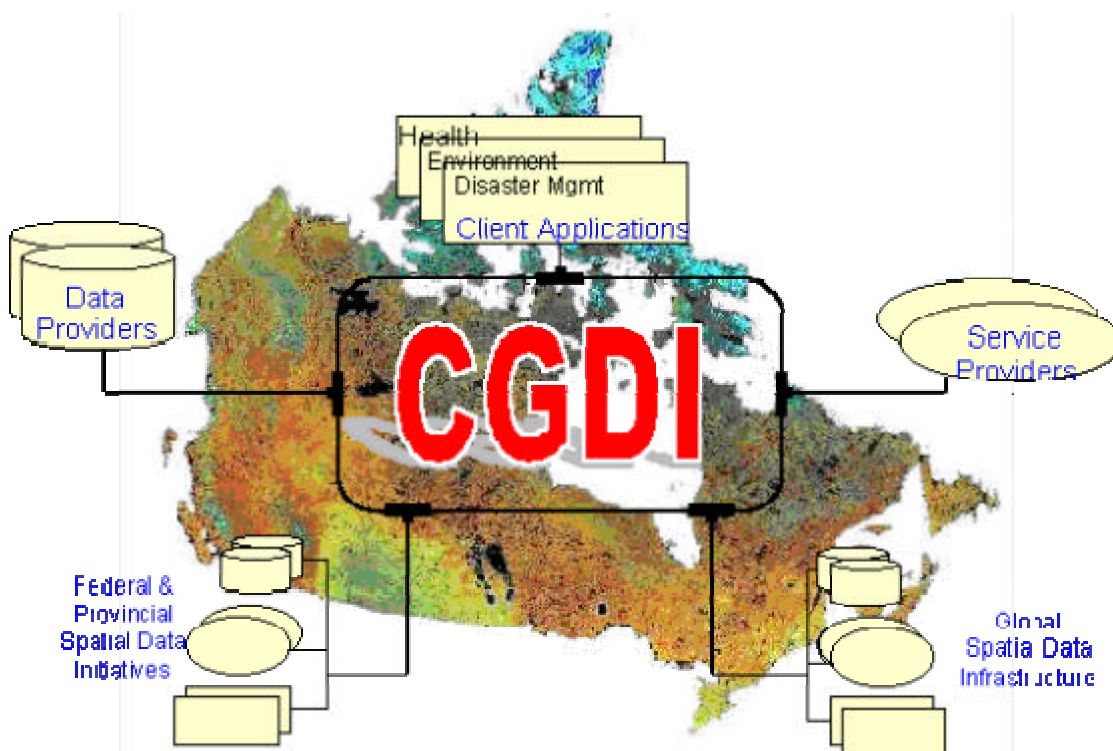 Health
Environment
Disaster Mgmt
Client Applications
Data
Providers
CGDI
Service
Providers
Federal &
Provincial
Spatial Data
Initiatives
Global
Spatia Data
Infrastructure